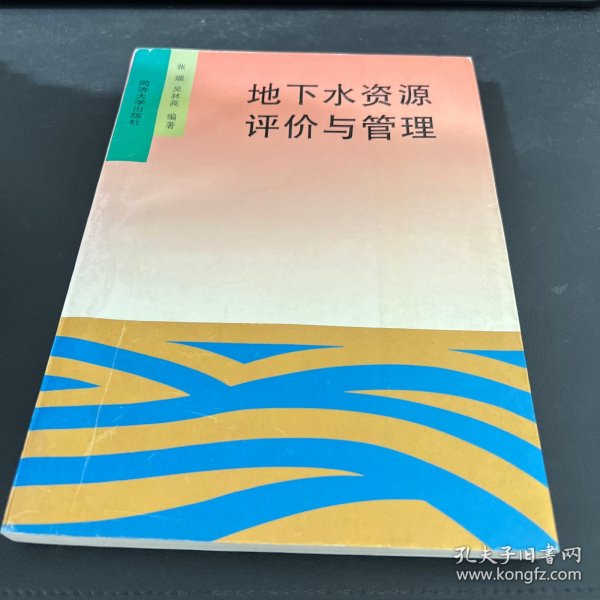 地下水资源
评价与管理
张 瑞 吴林高 编著
同济大学出版社
孔夫子旧书网
www.kongfz.com